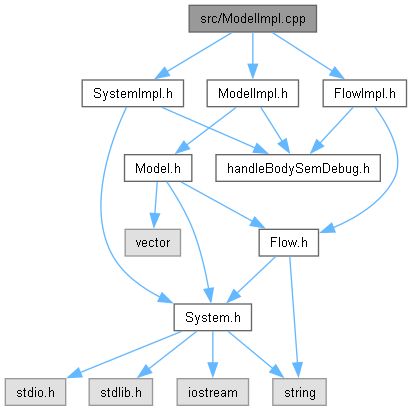 src/ModelImpl.cpp
SystemImpl.h
ModelImpl.h
FlowImpl.h
Model.h
handleBodySemDebug.h
vector
Flow.h
System.h
stdio.h
stdlib.h
iostream
string